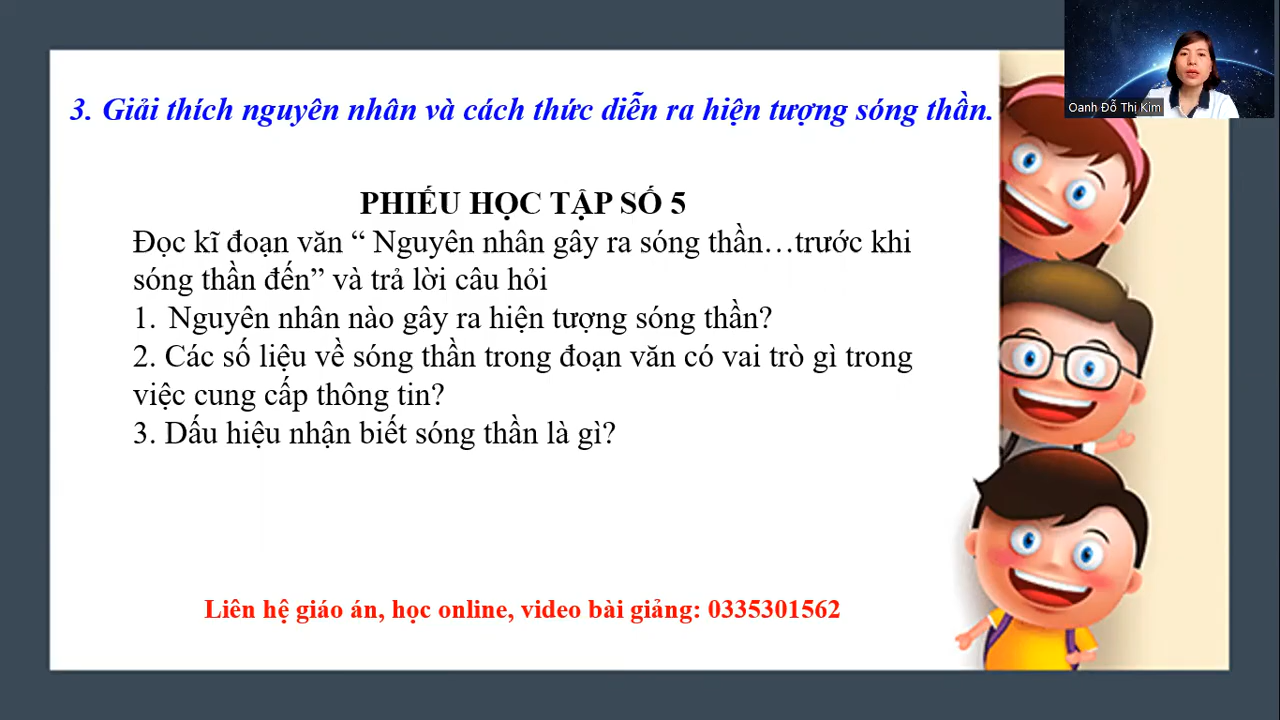 3. Giải thích nguyên nhân và cách thức diễn ra hiện tượng sóng thần.
Oanh Đỗ Thị Kim
PHIẾU HỌC TẬP SỐ 5
Đọc kĩ đoạn văn “ Nguyên nhân gây ra sóng thần…trước khi
sóng thần đến” và trả lời câu hỏi
1. Nguyên nhân nào gây ra hiện tượng sóng thần?
2. Các số liệu về sóng thần trong đoạn văn có vai trò gì trong
việc cung cấp thông tin?
3. Dấu hiệu nhận biết sóng thần là gì?
Liên hệ giáo án, học online, video bài giảng: 0335301562